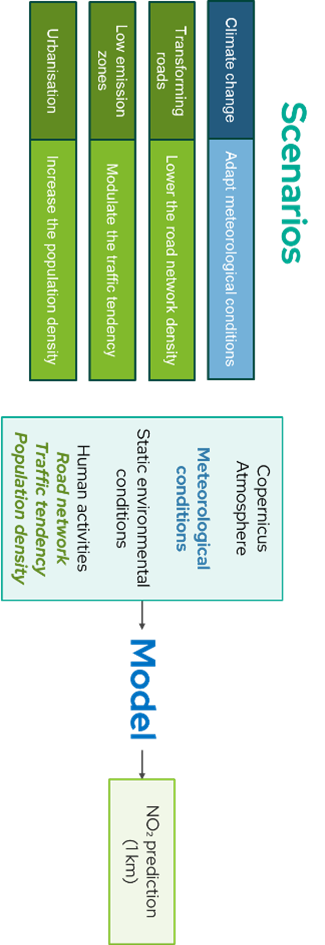 Scenarios
Climate change
Adapt meteorological conditions
Transforming
roads
Lower the road network density
Low emission
zones
Modulate the traffic tendency
Urbanisation
Increase the population density
Copernicus
Atmosphere
Meteorological
conditions
Static environmental
conditions
Human activities
Road network
Traffic tendency
Population density
Model
NO₂ prediction
(1 km)